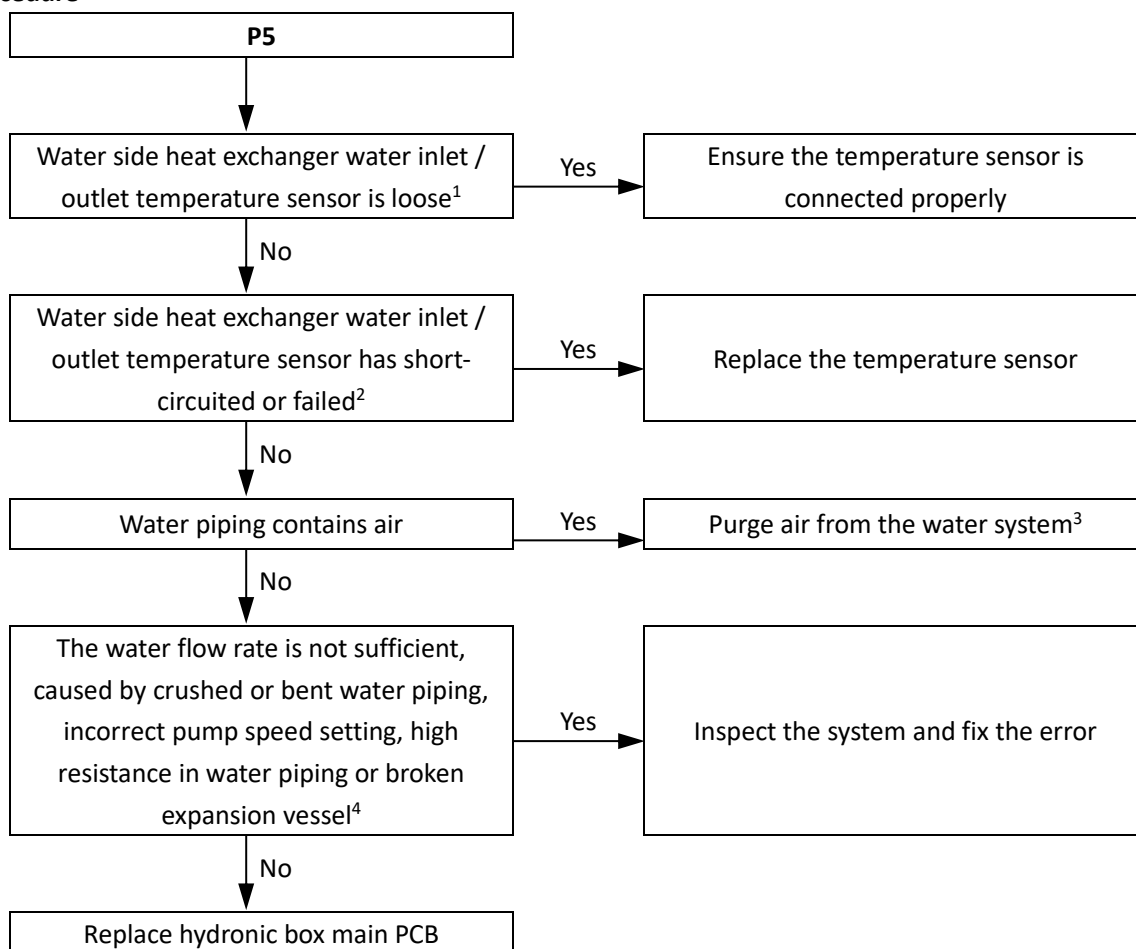 P5
Water side heat exchanger water inlet /
outlet temperature sensor is loose¹
Yes
Ensure the temperature sensor is
connected properly
No
Water side heat exchanger water inlet /
outlet temperature sensor has short-
circuited or failed²
Yes
Replace the temperature sensor
No
Water piping contains air
Yes
Purge air from the water system³
No
The water flow rate is not sufficient,
caused by crushed or bent water piping,
incorrect pump speed setting, high
resistance in water piping or broken
expansion vessel⁴
Yes
Inspect the system and fix the error
No
Replace hydronic box main PCB